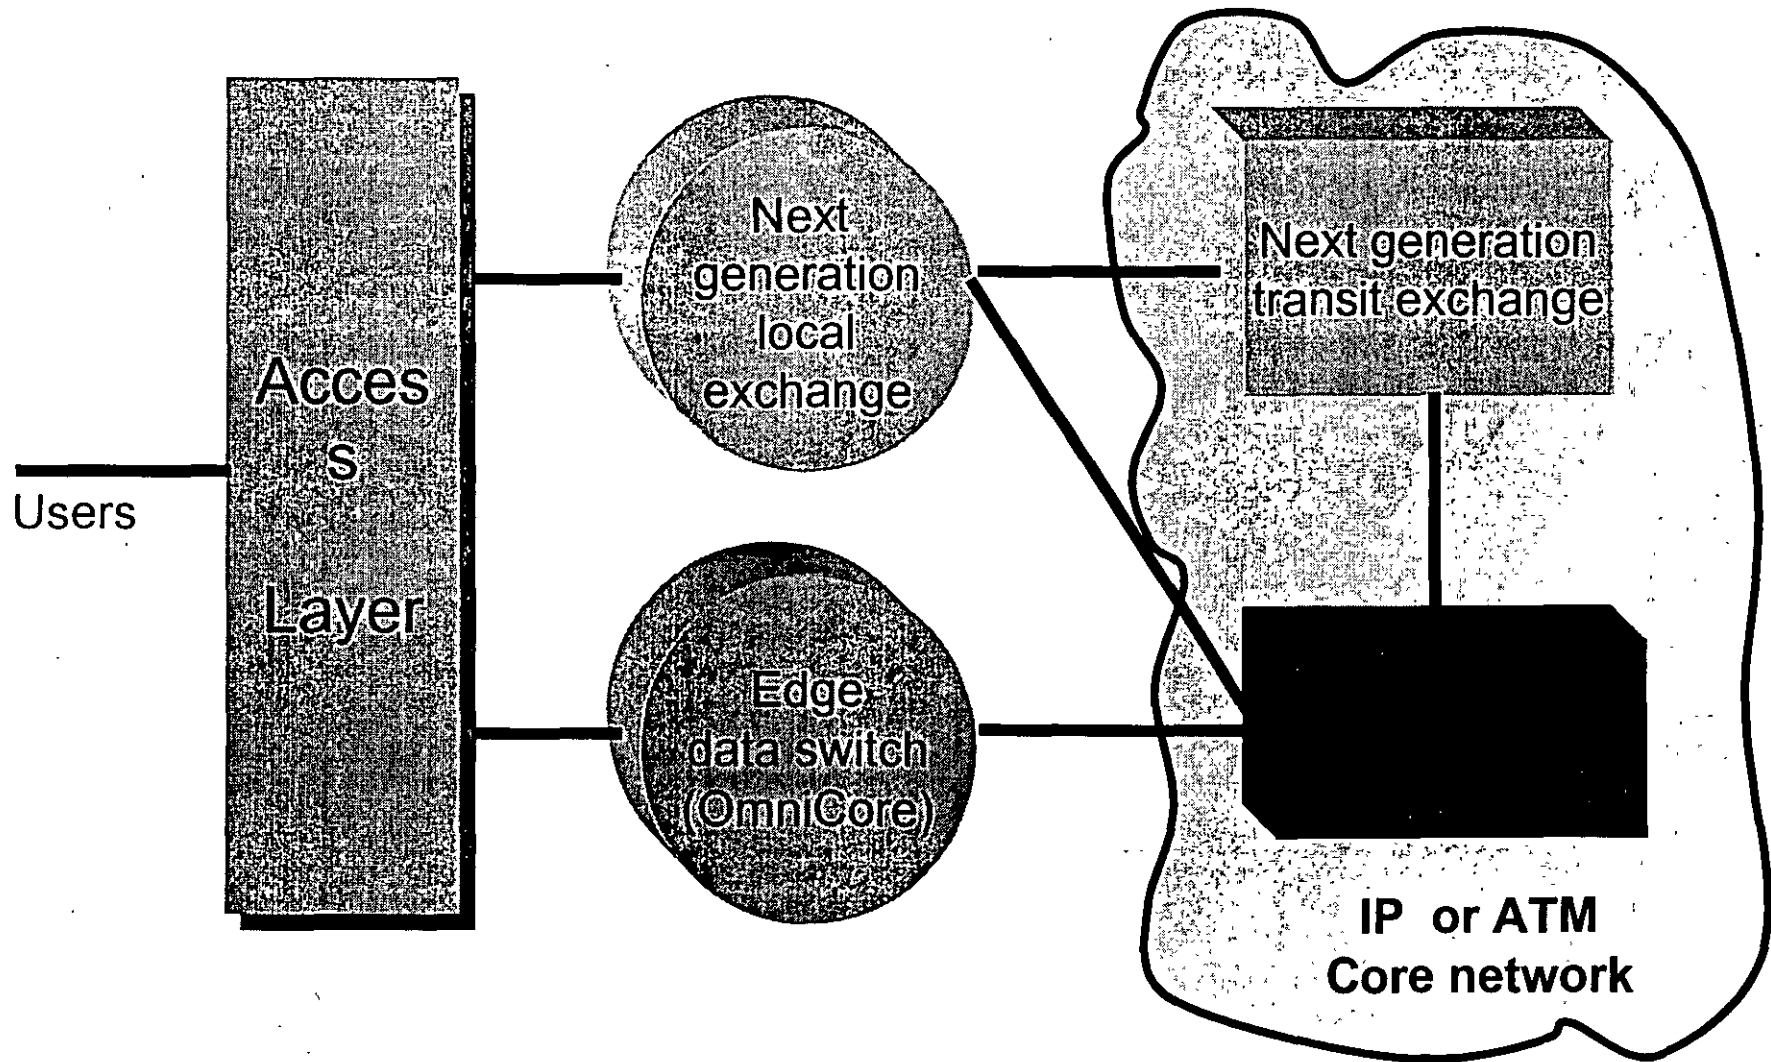 Users
Acces
s
Layer
Next
generation
local
exchange
Edge
data switch
(OmniCore)
Next generation
transit exchange
IP or ATM
Core network